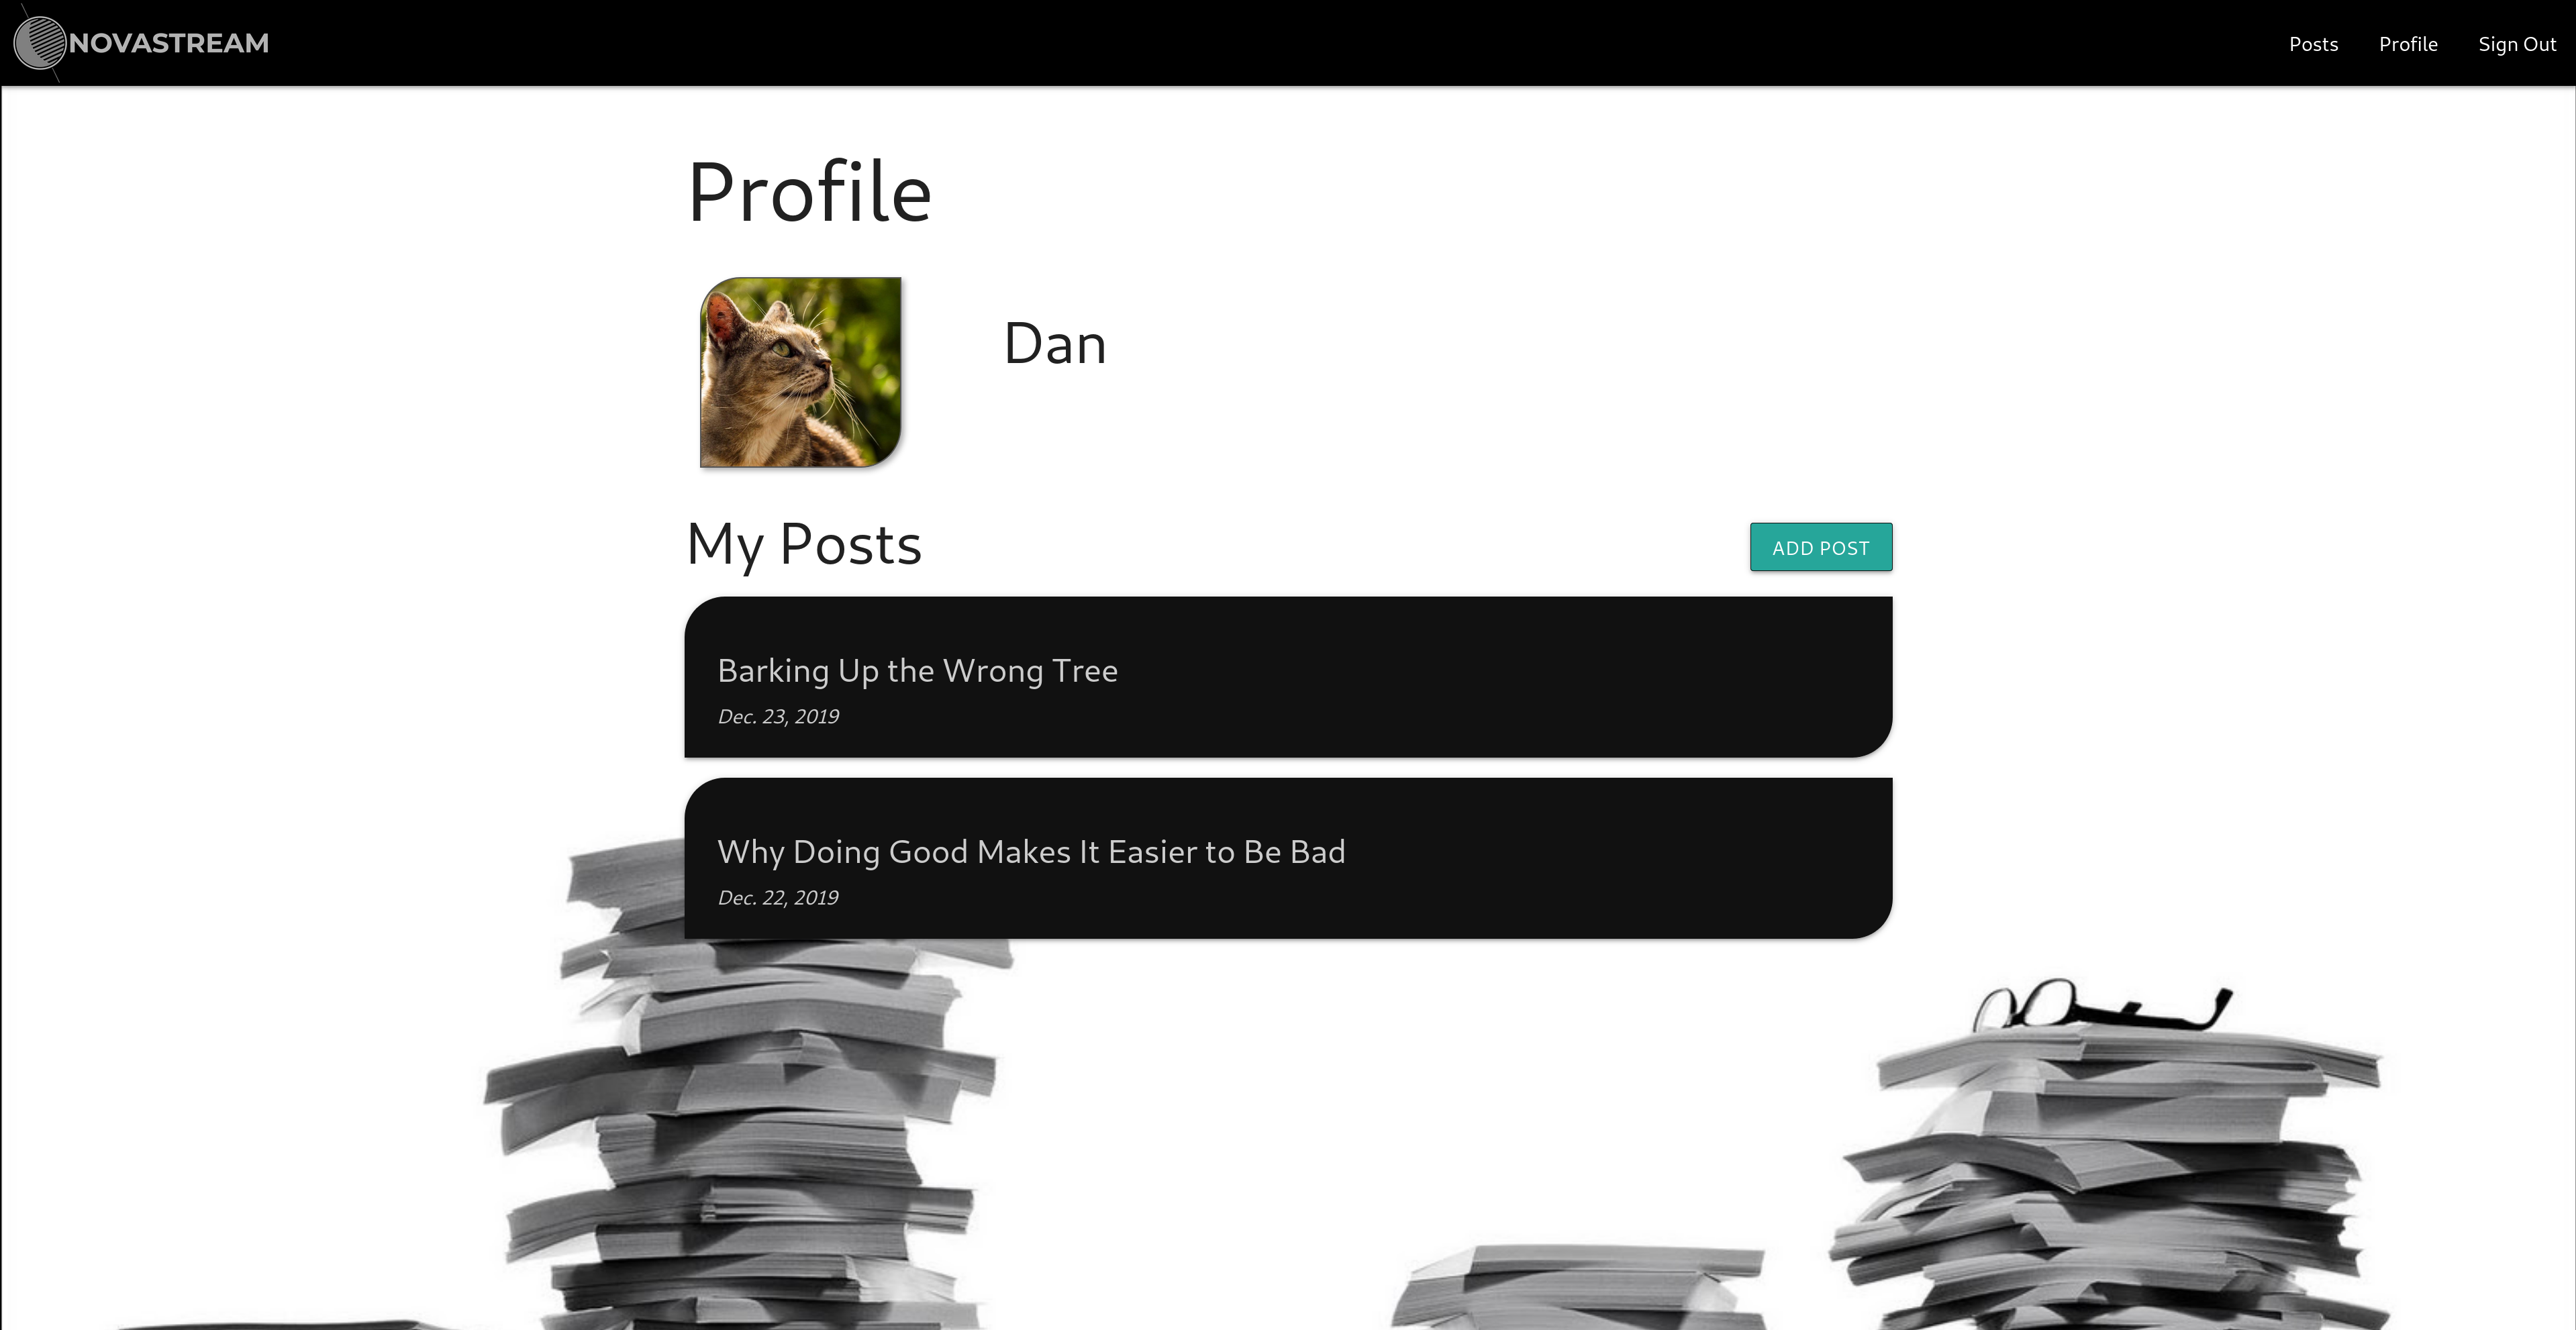 NOVASTREAM
Posts Profile Sign Out
Profile
Dan
My Posts
ADD POST
Barking Up the Wrong Tree
Dec. 23, 2019
Why Doing Good Makes It Easier to Be Bad
Dec. 22, 2019